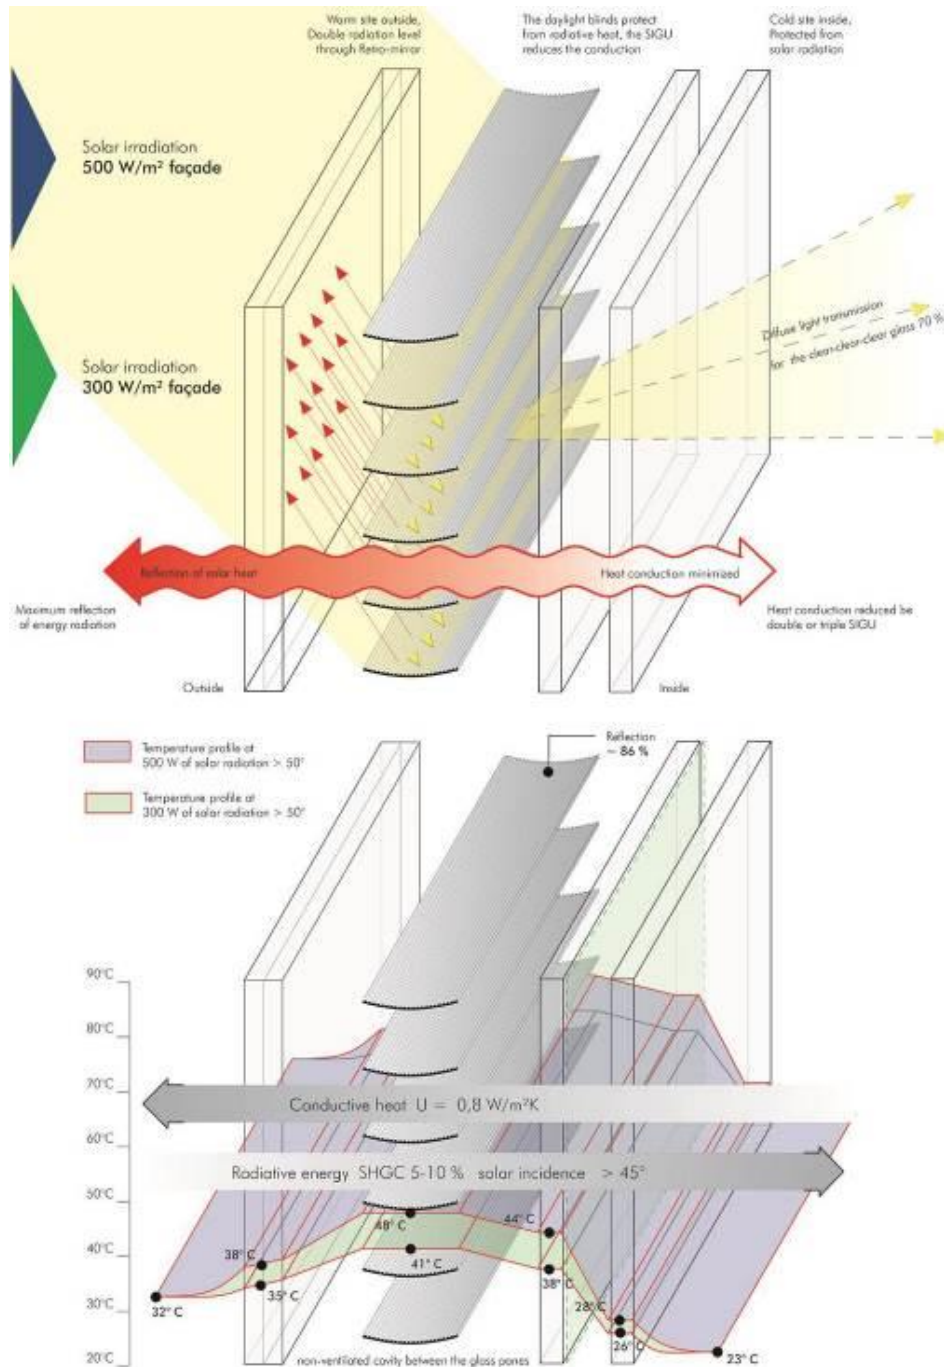 Warm site outside,
Double radiation level
through Retro-mirror
The daylight blinds protect
from radiative heat, the SIGU
reduces the conduction
Cold site inside,
Protected from
solar radiation
Solar irradiation
500 W/m² façade
Solar irradiation
300 W/m² façade
Diffuse light transmission
for the clear-clear-clear glass 70 %
Reflection of solar heat
Heat conduction minimized
Maximum reflection
of energy radiation
Heat conduction reduced be
double or triple SIGU
Outside
Inside
Temperature profile at
500 W of solar radiation > 50°
Temperature profile at
300 W of solar radiation > 50°
Reflection
~ 86 %
90°C
80°C
70°C
60°C
50°C
40°C
30°C
20°C
Conductive heat U = 0,8 W/m²K
Radiative energy SHGC 5-10 % solar incidence > 45°
48° C
44° C
38° C
41° C
38° C
35° C
32° C
28° C
26° C
23° C
non-ventilated cavity between the glass panes